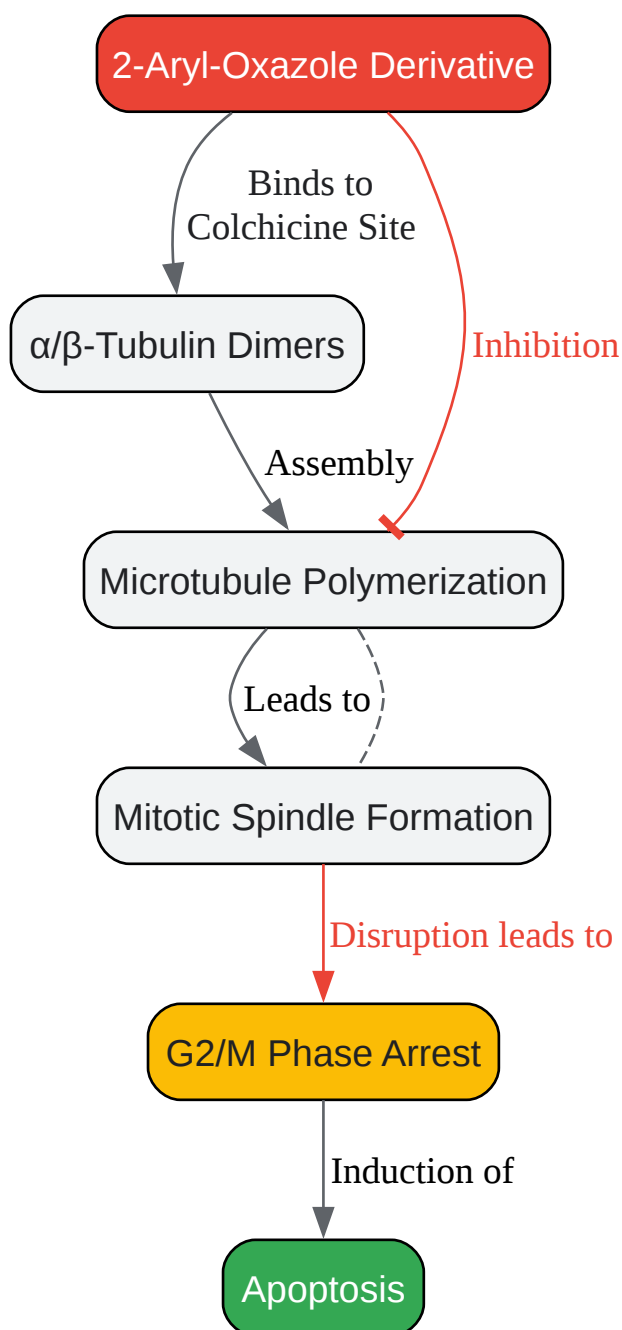 2-Aryl-Oxazole Derivative
Binds to
Colchicine Site
α/β-Tubulin Dimers
Inhibition
Assembly
Microtubule Polymerization
Leads to
Mitotic Spindle Formation
Disruption leads to
G2/M Phase Arrest
Induction of
Apoptosis